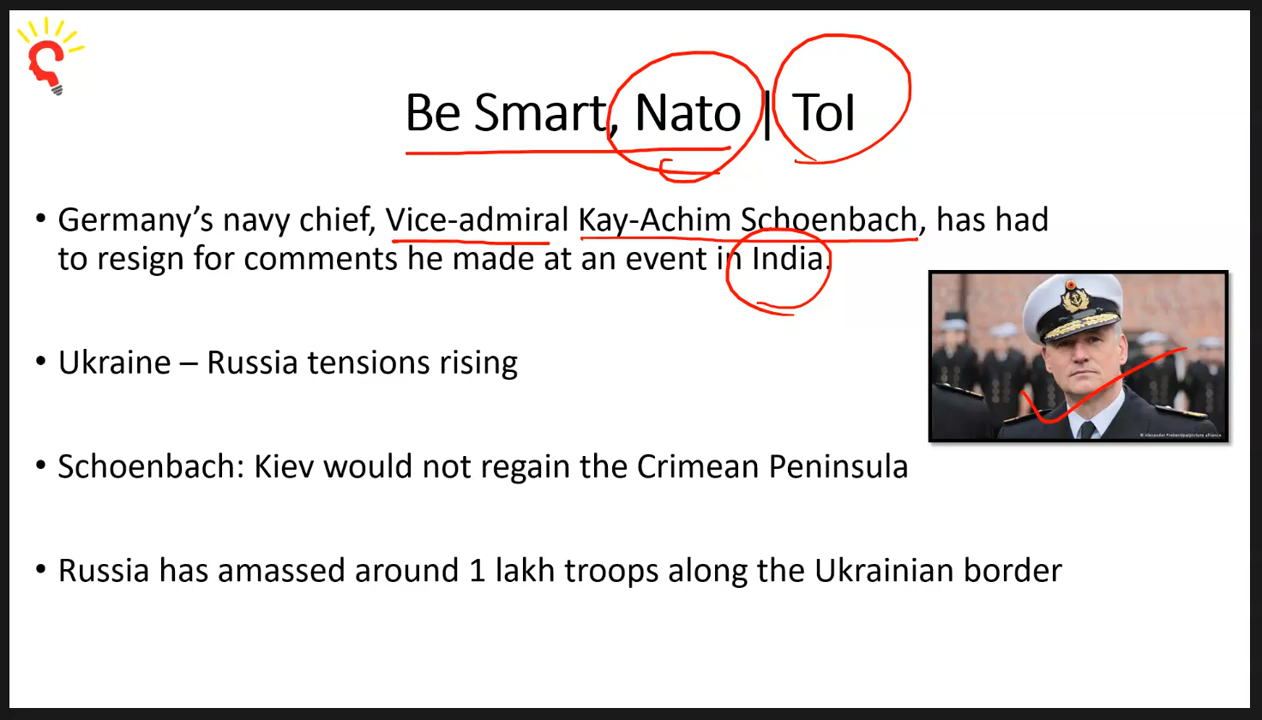 Be Smart, Nato | ToI
• Germany's navy chief, Vice-admiral Kay-Achim Schoenbach, has had
to resign for comments he made at an event in India.
• Ukraine – Russia tensions rising
• Schoenbach: Kiev would not regain the Crimean Peninsula
• Russia has amassed around 1 lakh troops along the Ukrainian border